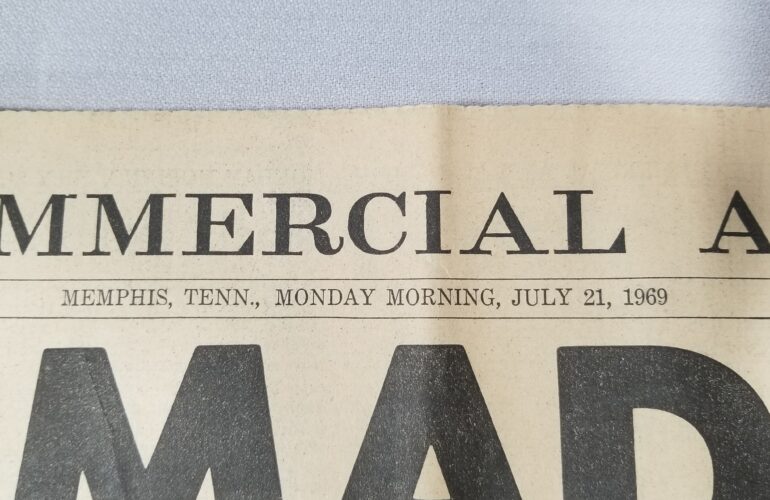 MMERCIAL A
MEMPHIS, TENN., MONDAY MORNING, JULY 21, 1969
MAD